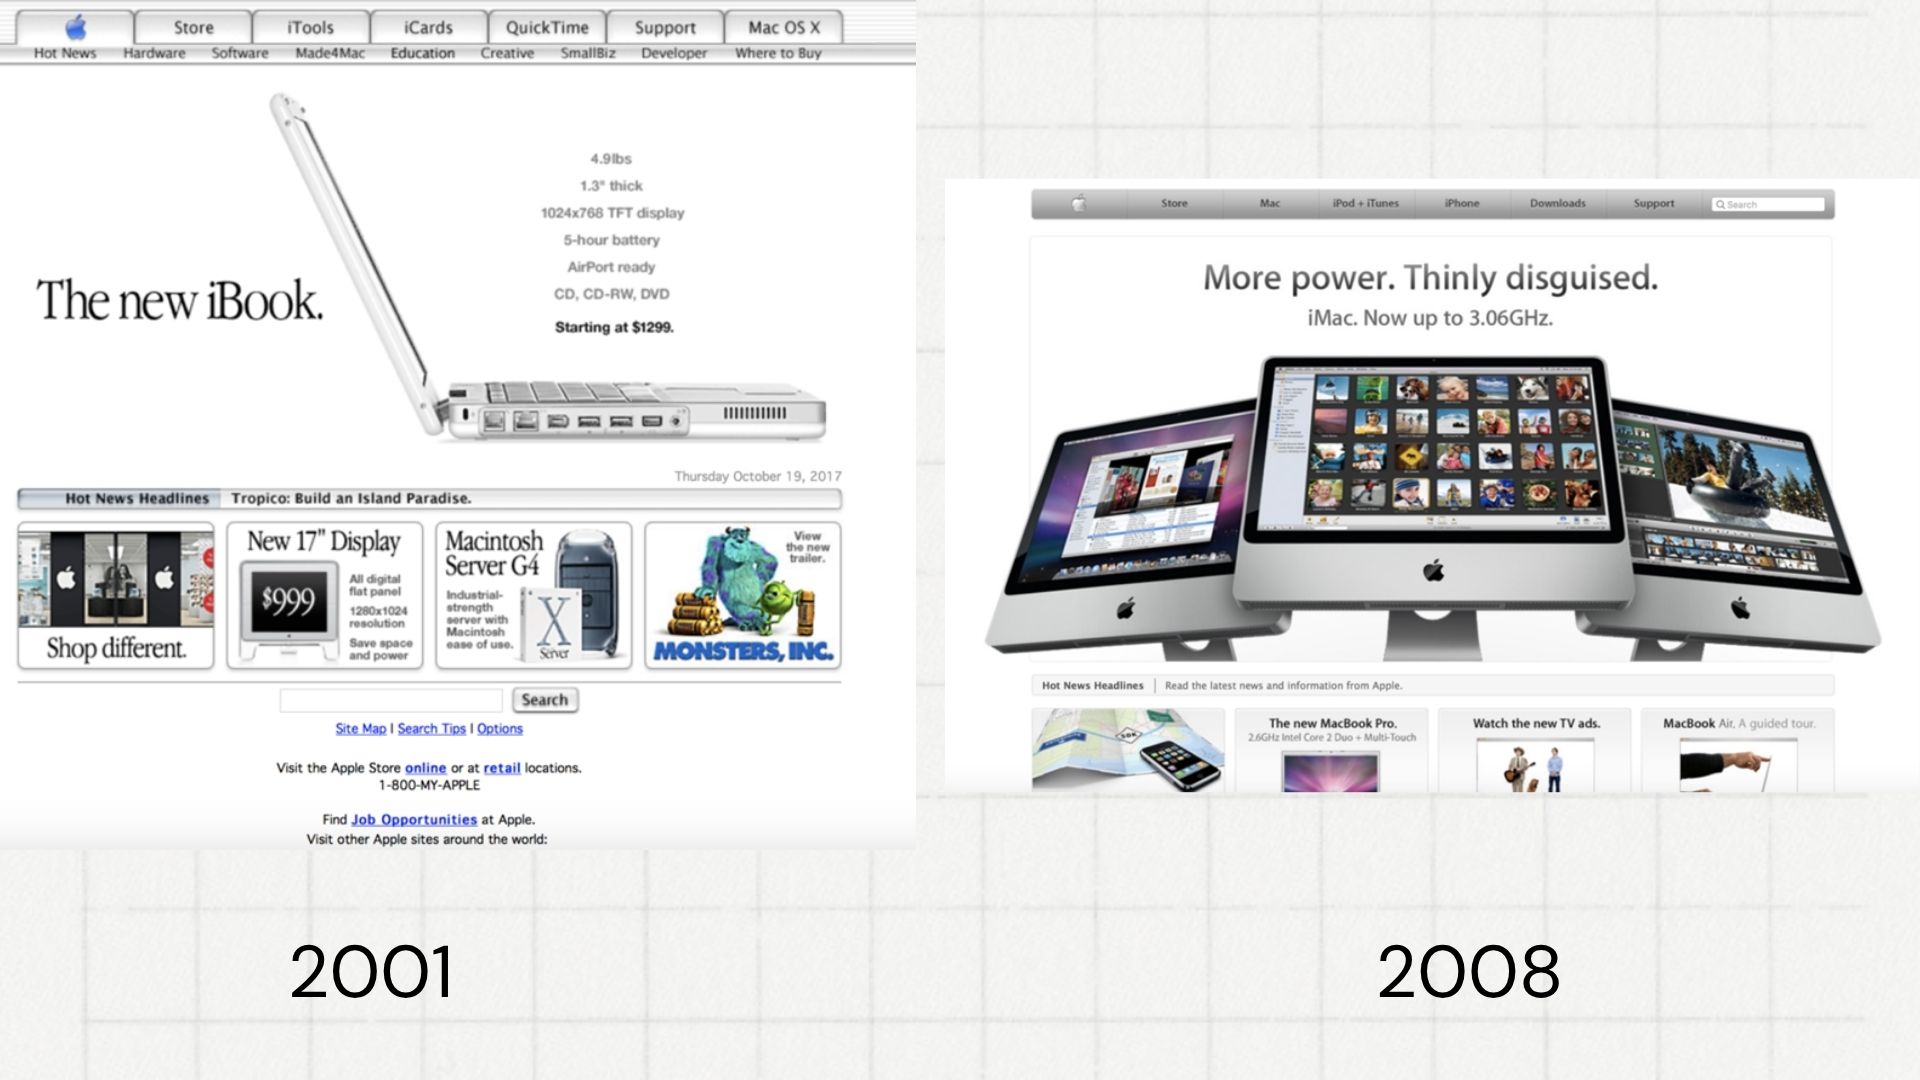 Store iTools iCards QuickTime Support Mac OS X
Hot News Hardware Software Made4Mac Education Creative SmallBiz Developer Where to Buy
The new iBook.
4.9lbs
1.3" thick
1024x768 TFT display
5-hour battery
AirPort ready
CD, CD-RW, DVD
Starting at $1299.
Thursday October 19, 2017
Hot News Headlines Tropico: Build an Island Paradise.
Shop different.
New 17" Display
$999
All digital
flat panel
1280x1024
resolution
Save space
and power
Macintosh
Server G4
Industrial-
strength
server with
Macintosh
ease of use.
X
Server
View
the new
trailer.
MONSTERS, INC.
Search
Site Map | Search Tips | Options
Visit the Apple Store online or at retail locations.
1-800-MY-APPLE
Find Job Opportunities at Apple.
Visit other Apple sites around the world:
2001
Store Mac iPod + iTunes iPhone Downloads Support Search
More power. Thinly disguised.
iMac. Now up to 3.06GHz.
Hot News Headlines | Read the latest news and information from Apple.
SDK
The new MacBook Pro.
2.6GHz Intel Core 2 Duo + Multi-Touch
Watch the new TV ads.
MacBook Air. A guided tour.
2008